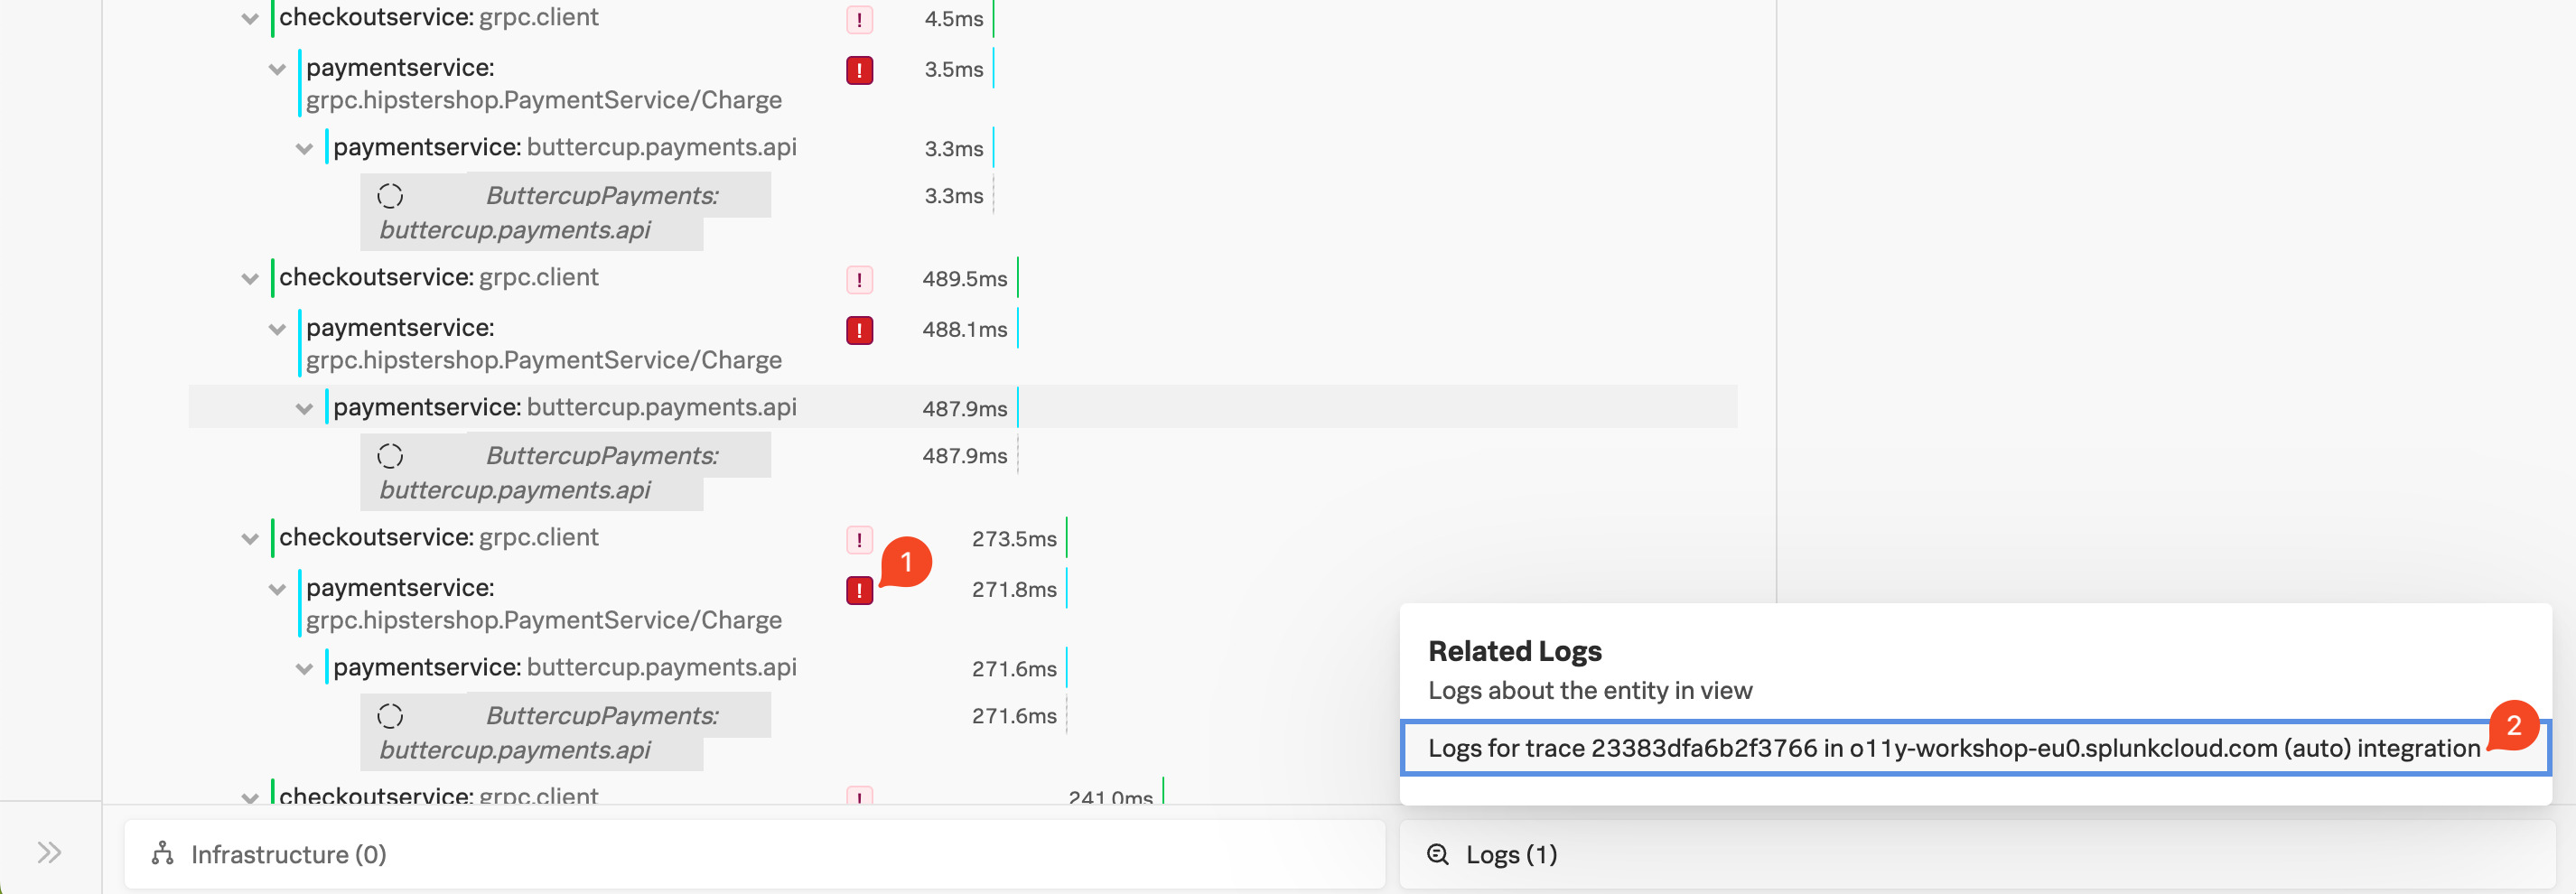 checkoutservice: grpc.client ! 4.5ms
paymentservice: ! 3.5ms
grpc.hipstershop.PaymentService/Charge
paymentservice: buttercup.payments.api 3.3ms
ButtercupPayments: 3.3ms
buttercup.payments.api
checkoutservice: grpc.client ! 489.5ms
paymentservice: ! 488.1ms
grpc.hipstershop.PaymentService/Charge
paymentservice: buttercup.payments.api 487.9ms
ButtercupPayments: 487.9ms
buttercup.payments.api
checkoutservice: grpc.client ! 273.5ms
1
paymentservice: ! 271.8ms
grpc.hipstershop.PaymentService/Charge
paymentservice: buttercup.payments.api 271.6ms
ButtercupPayments: 271.6ms
buttercup.payments.api
checkoutservice: grpc.client ! 241.0ms
Related Logs
Logs about the entity in view
Logs for trace 23383dfa6b2f3766 in o11y-workshop-eu0.splunkcloud.com (auto) integration
2
Infrastructure (0)
Logs (1)